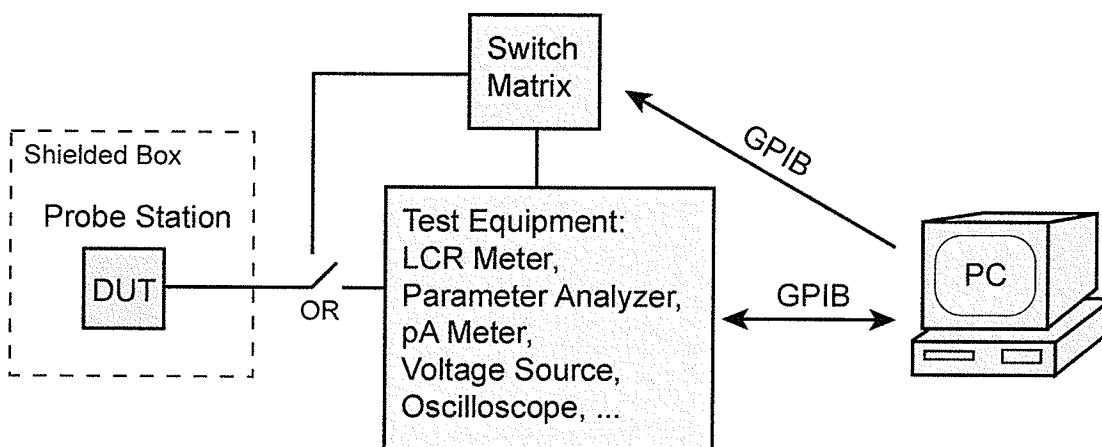 Switch
Matrix
GPIB
Shielded Box
Probe Station
DUT
OR
Test Equipment:
LCR Meter,
Parameter Analyzer,
pA Meter,
Voltage Source,
Oscilloscope, ...
GPIB
PC